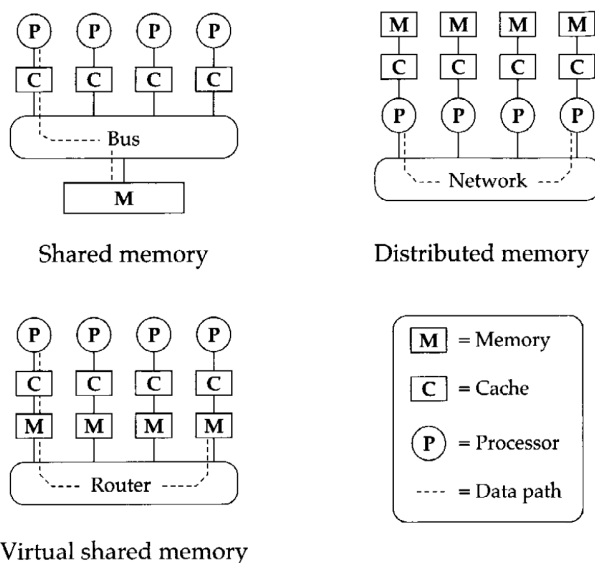 P P P P
C C C C
Bus
M
Shared memory
M M M M
C C C C
P P P P
Network
Distributed memory
P P P P
C C C C
M M M M
Router
Virtual shared memory
M = Memory
C = Cache
P = Processor
= Data path